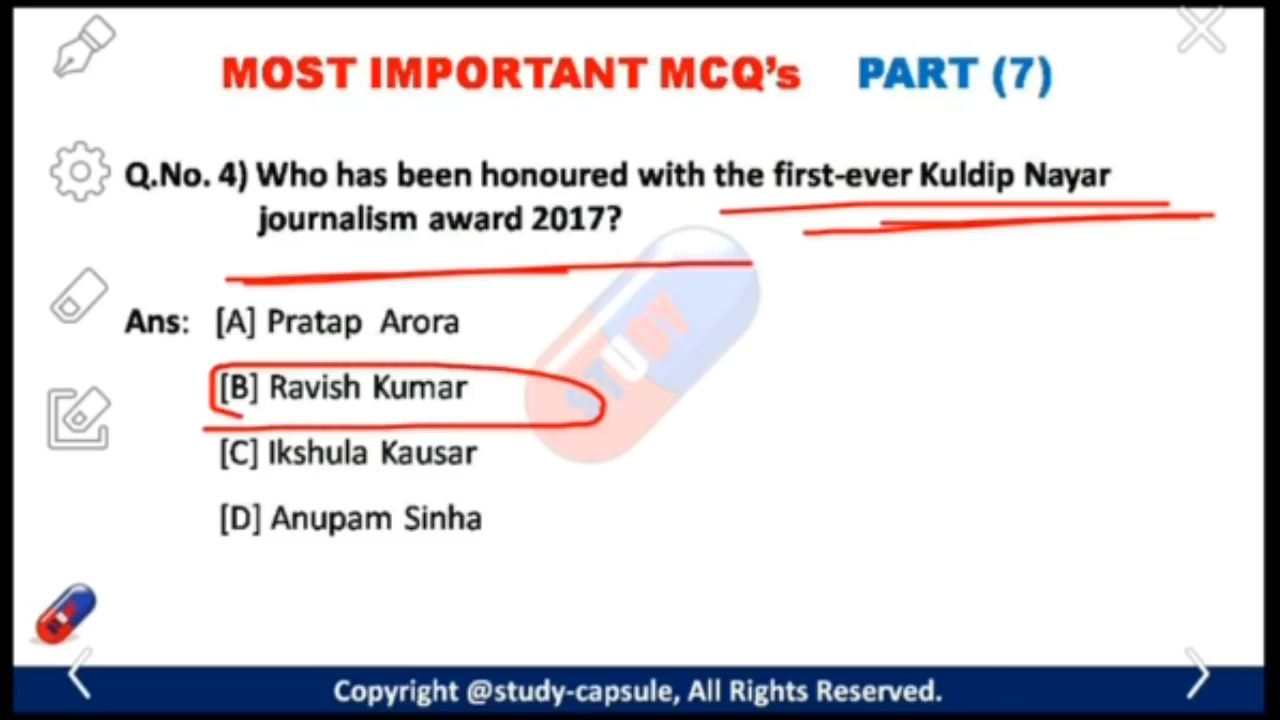 MOST IMPORTANT MCQ's PART (7)
Q.No. 4) Who has been honoured with the first-ever Kuldip Nayar
journalism award 2017?
Ans: [A] Pratap Arora
[B] Ravish Kumar
[C] Ikshula Kausar
[D] Anupam Sinha
STUDY
Copyright @study-capsule, All Rights Reserved.